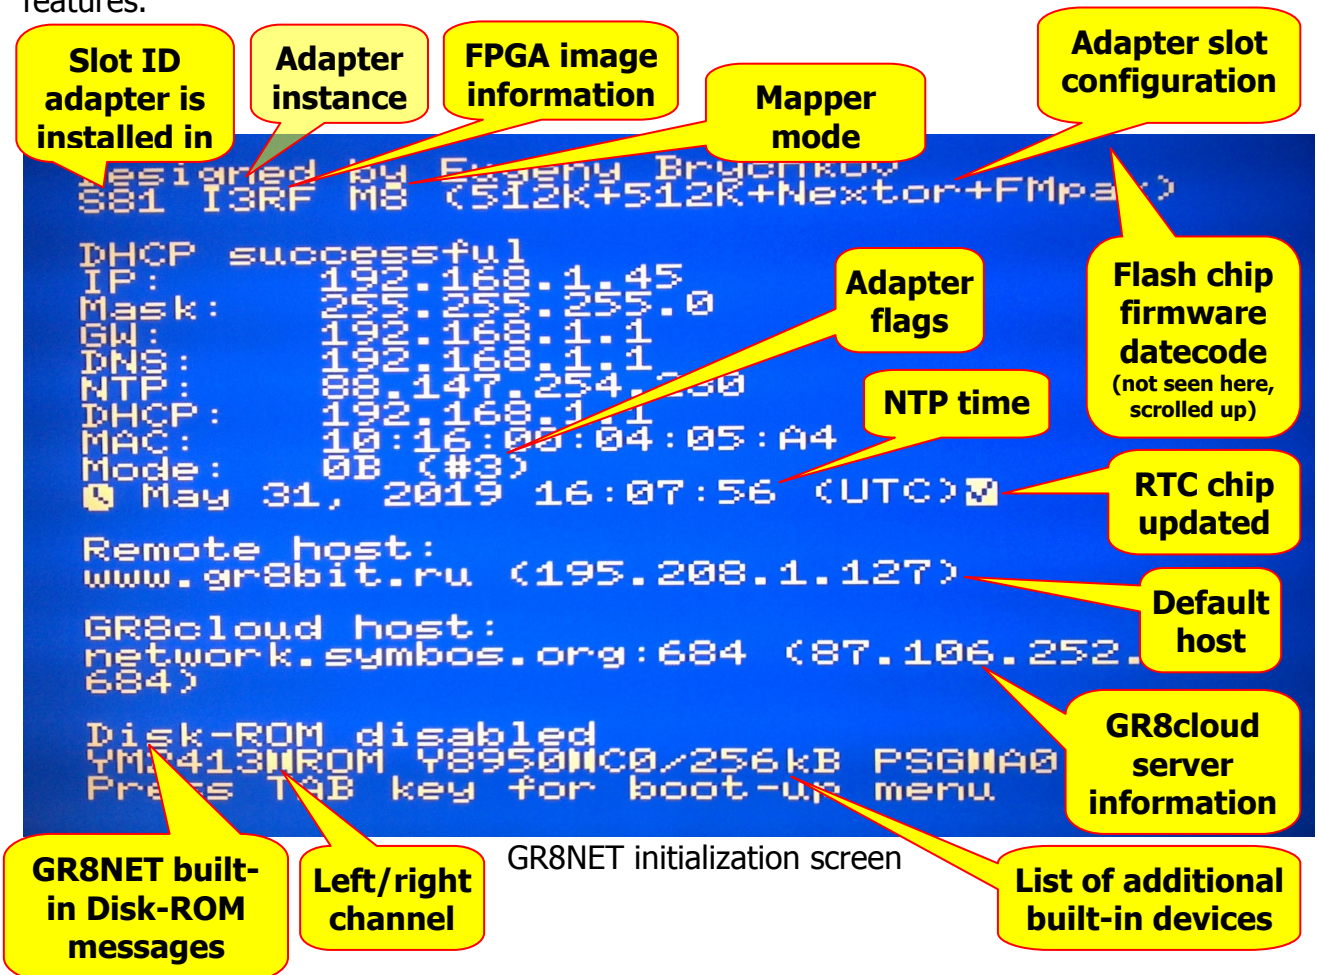 features.
Slot ID
adapter is
installed in
Adapter
instance
FPGA image
information
Mapper
mode
Adapter slot
configuration
Designed by Evgeny Brychkov
S81 I3RF M8 (512K+512K+Nextor+FMpac)
DHCP successful
IP: 192.168.1.45
Mask: 255.255.255.0
GW: 192.168.1.1
DNS: 192.168.1.1
NTP: 88.147.254.230
DHCP: 192.168.1.1
MAC: 10:16:00:04:05:A4
Mode: 0B (#3)
May 31, 2019 16:07:56 (UTC)
Adapter
flags
Flash chip
firmware
datecode
(not seen here,
scrolled up)
NTP time
RTC chip
updated
Remote host:
www.gr8bit.ru (195.208.1.127)
Default
host
GR8cloud host:
network.symbos.org:684 (87.106.252.
684)
GR8cloud
server
information
Disk-ROM disabled
YM2413 ROM Y8950 C0/256kB PSG A0
Press TAB key for boot-up menu
GR8NET built-
in Disk-ROM
messages
Left/right
channel
GR8NET initialization screen
List of additional
built-in devices